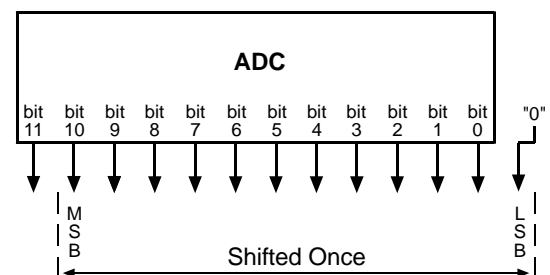 ADC
bit bit bit bit bit bit bit bit bit bit bit bit "0"
11 10 9 8 7 6 5 4 3 2 1 0
M L
S S
B B
Shifted Once